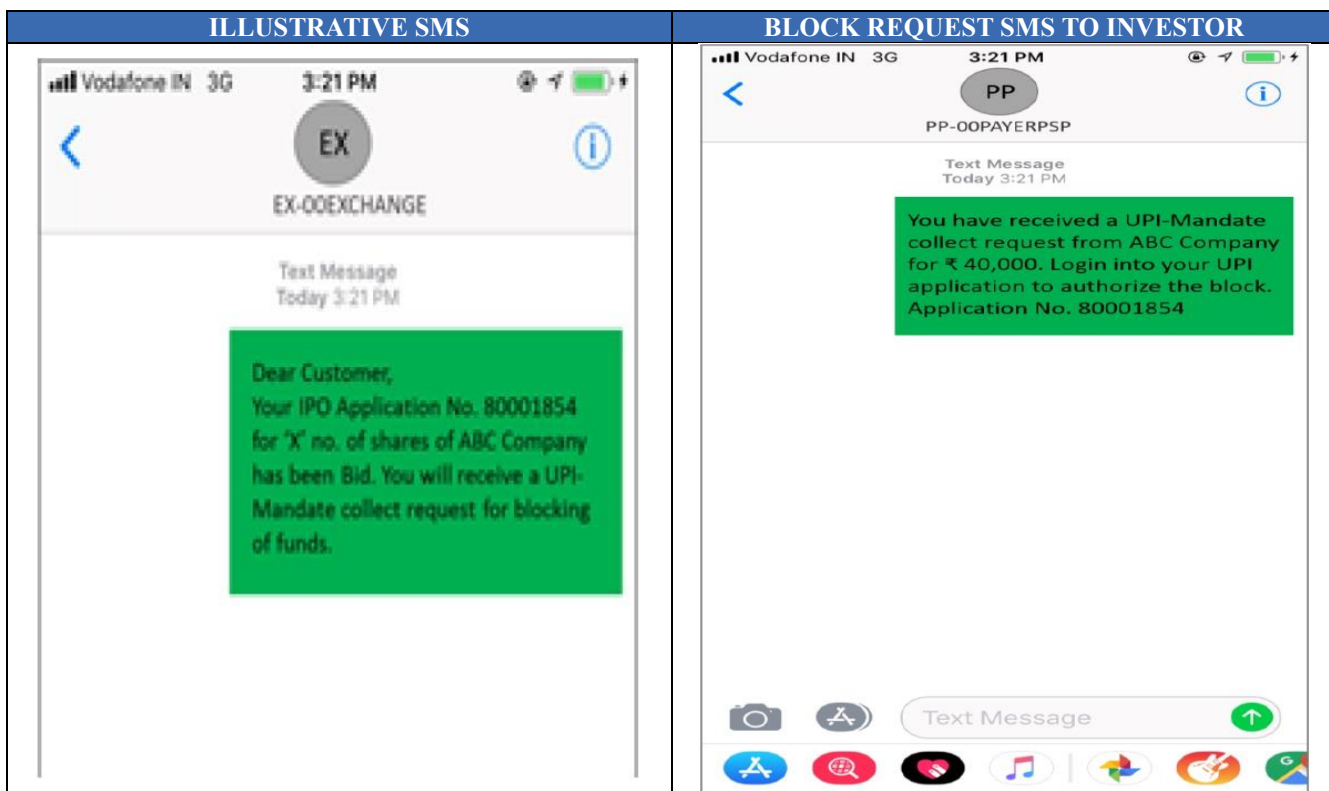 ILLUSTRATIVE SMS
Vodafone IN 3G 3:21 PM
EX
EX-00EXCHANGE
Text Message
Today 3:21 PM
Dear Customer,
Your IPO Application No. 80001854
for 'X' no. of shares of ABC Company
has been Bid. You will receive a UPI-
Mandate collect request for blocking
of funds.
BLOCK REQUEST SMS TO INVESTOR
Vodafone IN 3G 3:21 PM
PP
PP-00PAYERPSP
Text Message
Today 3:21 PM
You have received a UPI-Mandate
collect request from ABC Company
for ₹ 40,000. Login into your UPI
application to authorize the block.
Application No. 80001854
Text Message
G